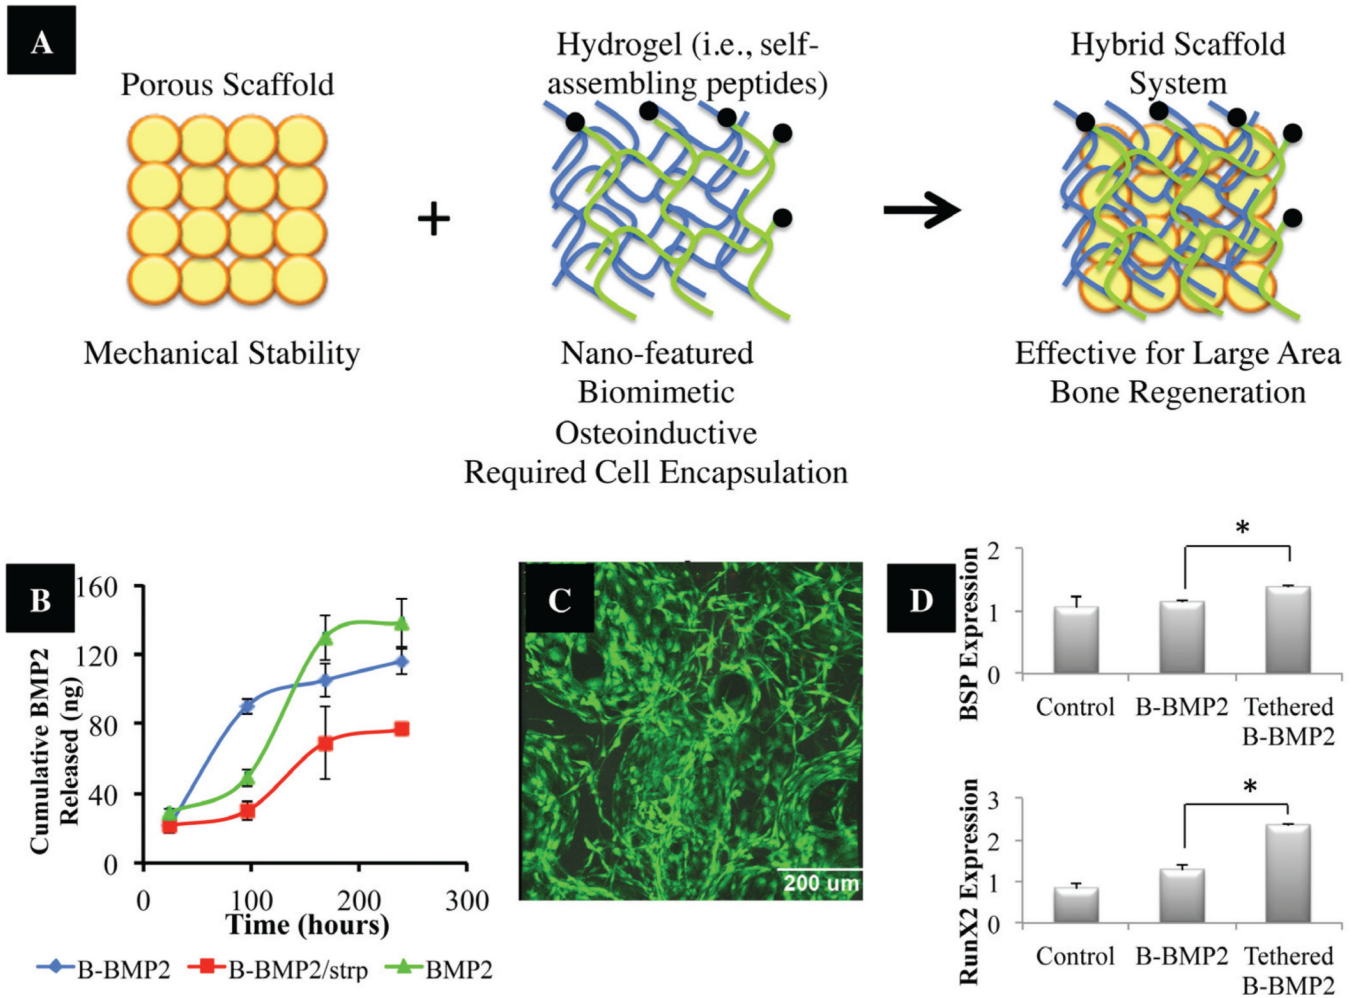 A
Porous Scaffold
Mechanical Stability
+
Hydrogel (i.e., self-
assembling peptides)
Nano-featured
Biomimetic
Osteoinductive
Required Cell Encapsulation
Hybrid Scaffold
System
Effective for Large Area
Bone Regeneration
B
Cumulative BMP2
Released (ng)
160
120
80
40
0
0 100 200 300
Time (hours)
B-BMP2 B-BMP2/strp BMP2
C
200 um
D
BSP Expression
2
1
0
*
Control B-BMP2 Tethered
B-BMP2
RunX2 Expression
3
2
1
0
*
Control B-BMP2 Tethered
B-BMP2